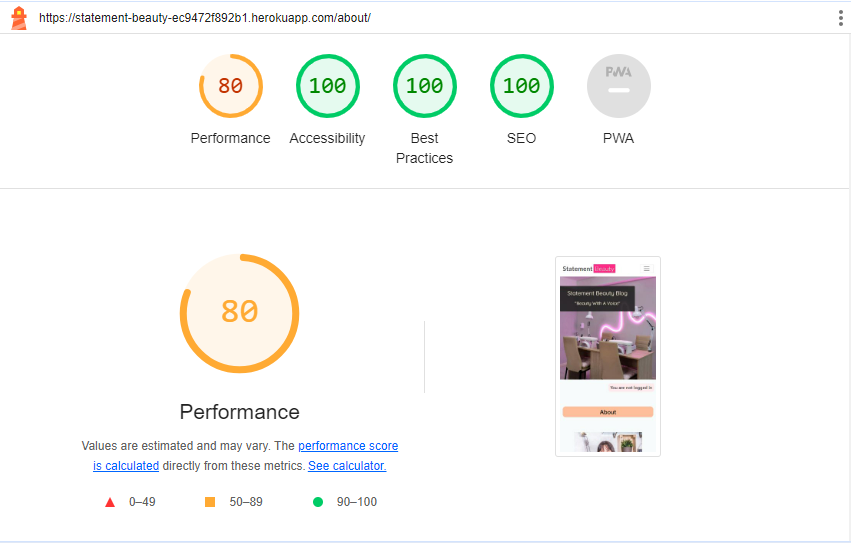 https://statement-beauty-ec9472f892b1.herokuapp.com/about/
80
100
100
100
PWA
Performance
Accessibility
Best
Practices
SEO
PWA
80
Performance
Values are estimated and may vary. The performance score
is calculated directly from these metrics. See calculator.
0–49
50–89
90–100
Statement Beauty
Statement Beauty Blog
"Beauty With A Voice"
You are not logged in
About